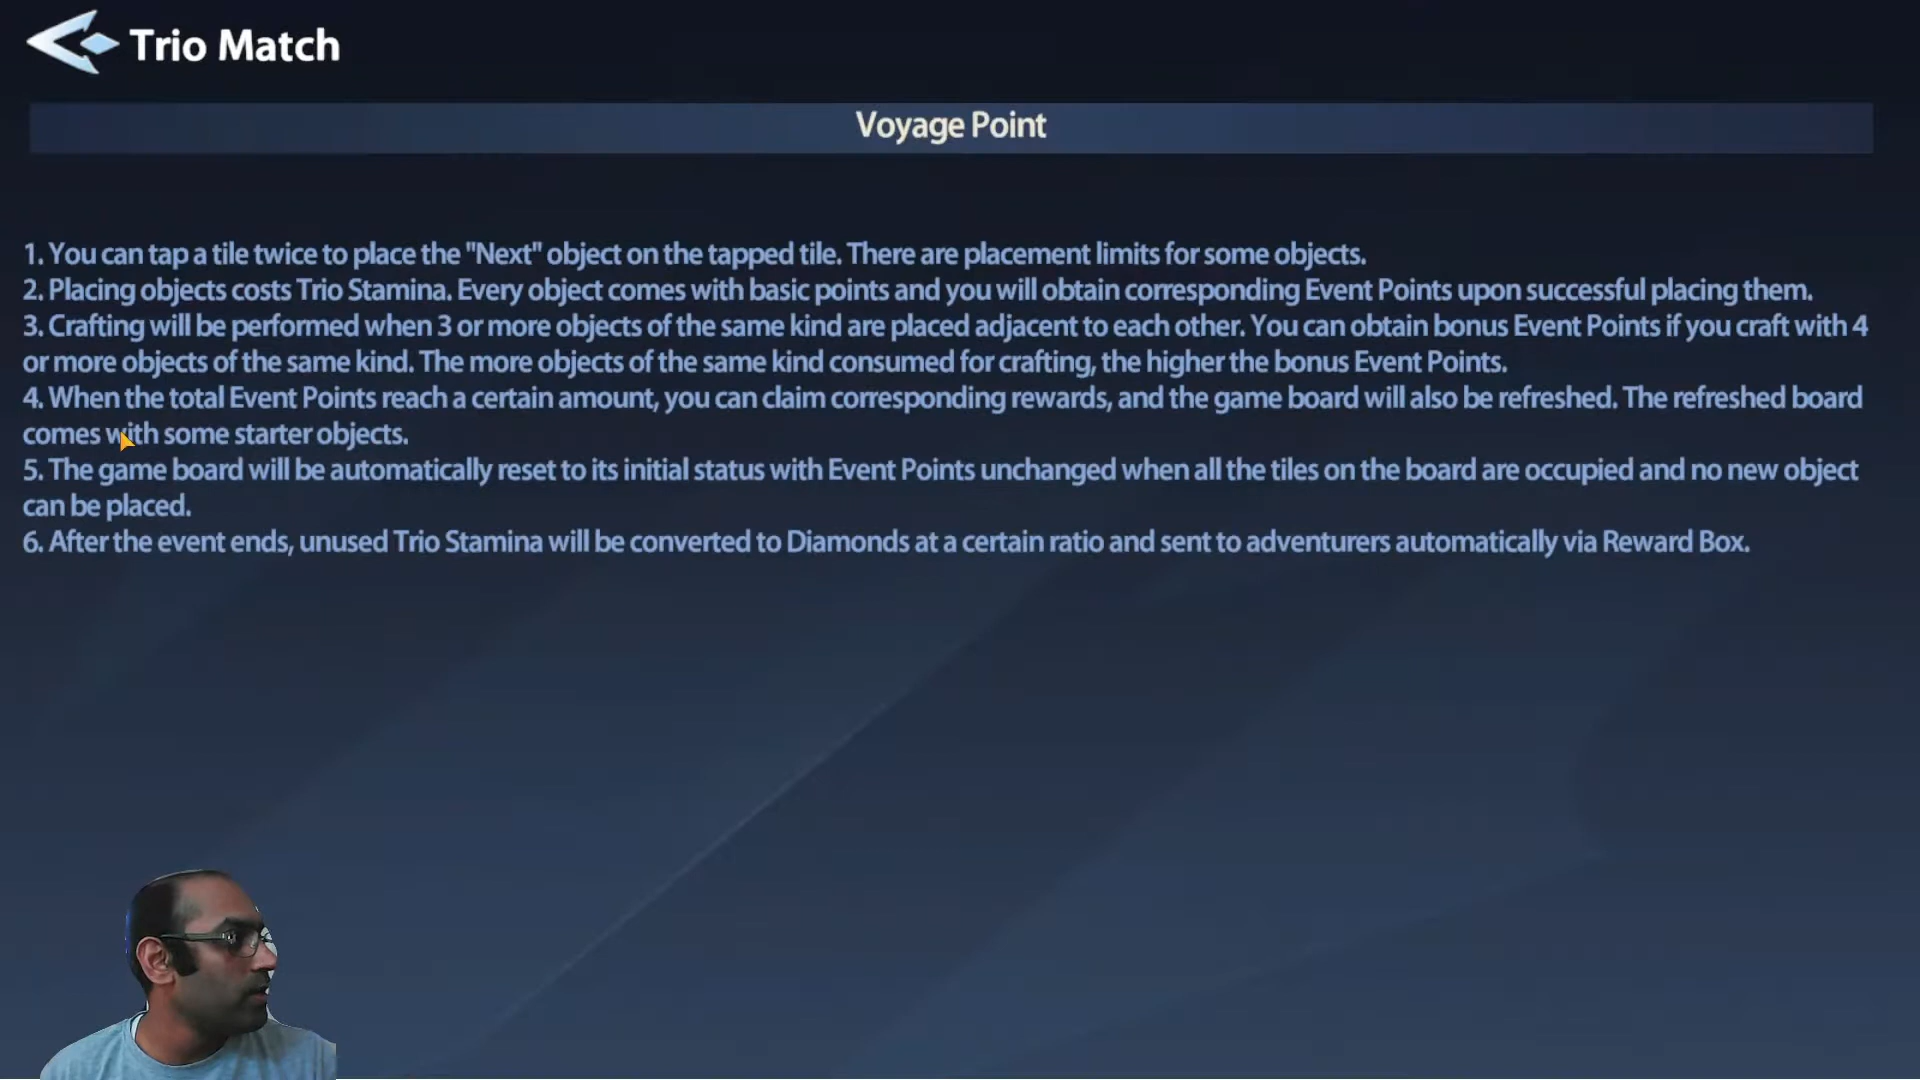 Trio Match
Voyage Point
1. You can tap a tile twice to place the "Next" object on the tapped tile. There are placement limits for some objects.
2. Placing objects costs Trio Stamina. Every object comes with basic points and you will obtain corresponding Event Points upon successful placing them.
3. Crafting will be performed when 3 or more objects of the same kind are placed adjacent to each other. You can obtain bonus Event Points if you craft with 4
or more objects of the same kind. The more objects of the same kind consumed for crafting, the higher the bonus Event Points.
4. When the total Event Points reach a certain amount, you can claim corresponding rewards, and the game board will also be refreshed. The refreshed board
comes with some starter objects.
5. The game board will be automatically reset to its initial status with Event Points unchanged when all the tiles on the board are occupied and no new object
can be placed.
6. After the event ends, unused Trio Stamina will be converted to Diamonds at a certain ratio and sent to adventurers automatically via Reward Box.